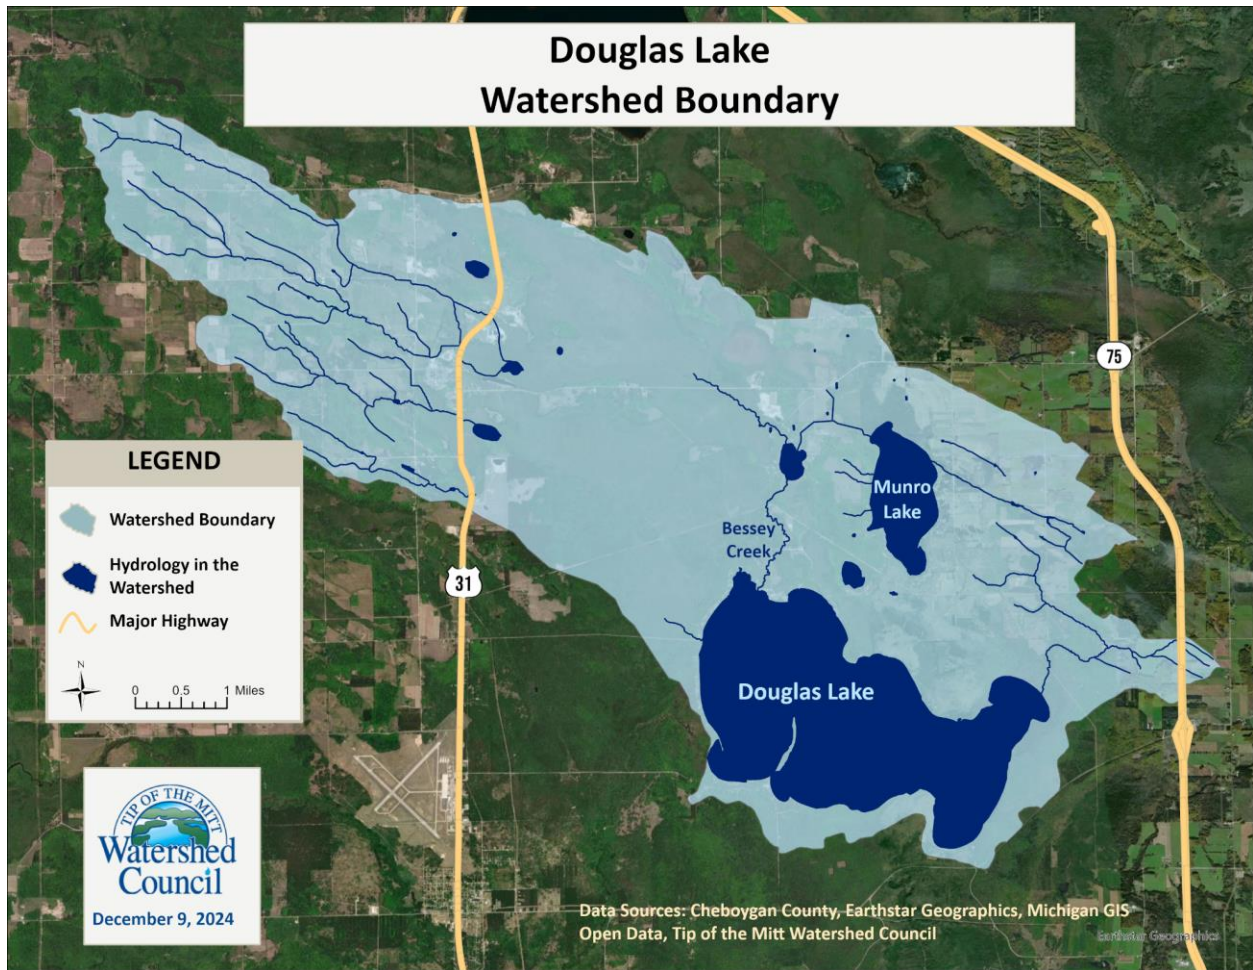 Douglas Lake
Watershed Boundary
75
Munro
Lake
Bessey
Creek
31
Douglas Lake
LEGEND
Watershed Boundary
Hydrology in the
Watershed
Major Highway
N
0 0.5 1 Miles
TIP OF THE MITT
Watershed
Council
December 9, 2024
Data Sources: Cheboygan County, Earthstar Geographics, Michigan GIS
Open Data, Tip of the Mitt Watershed Council
Earthstar Geographics